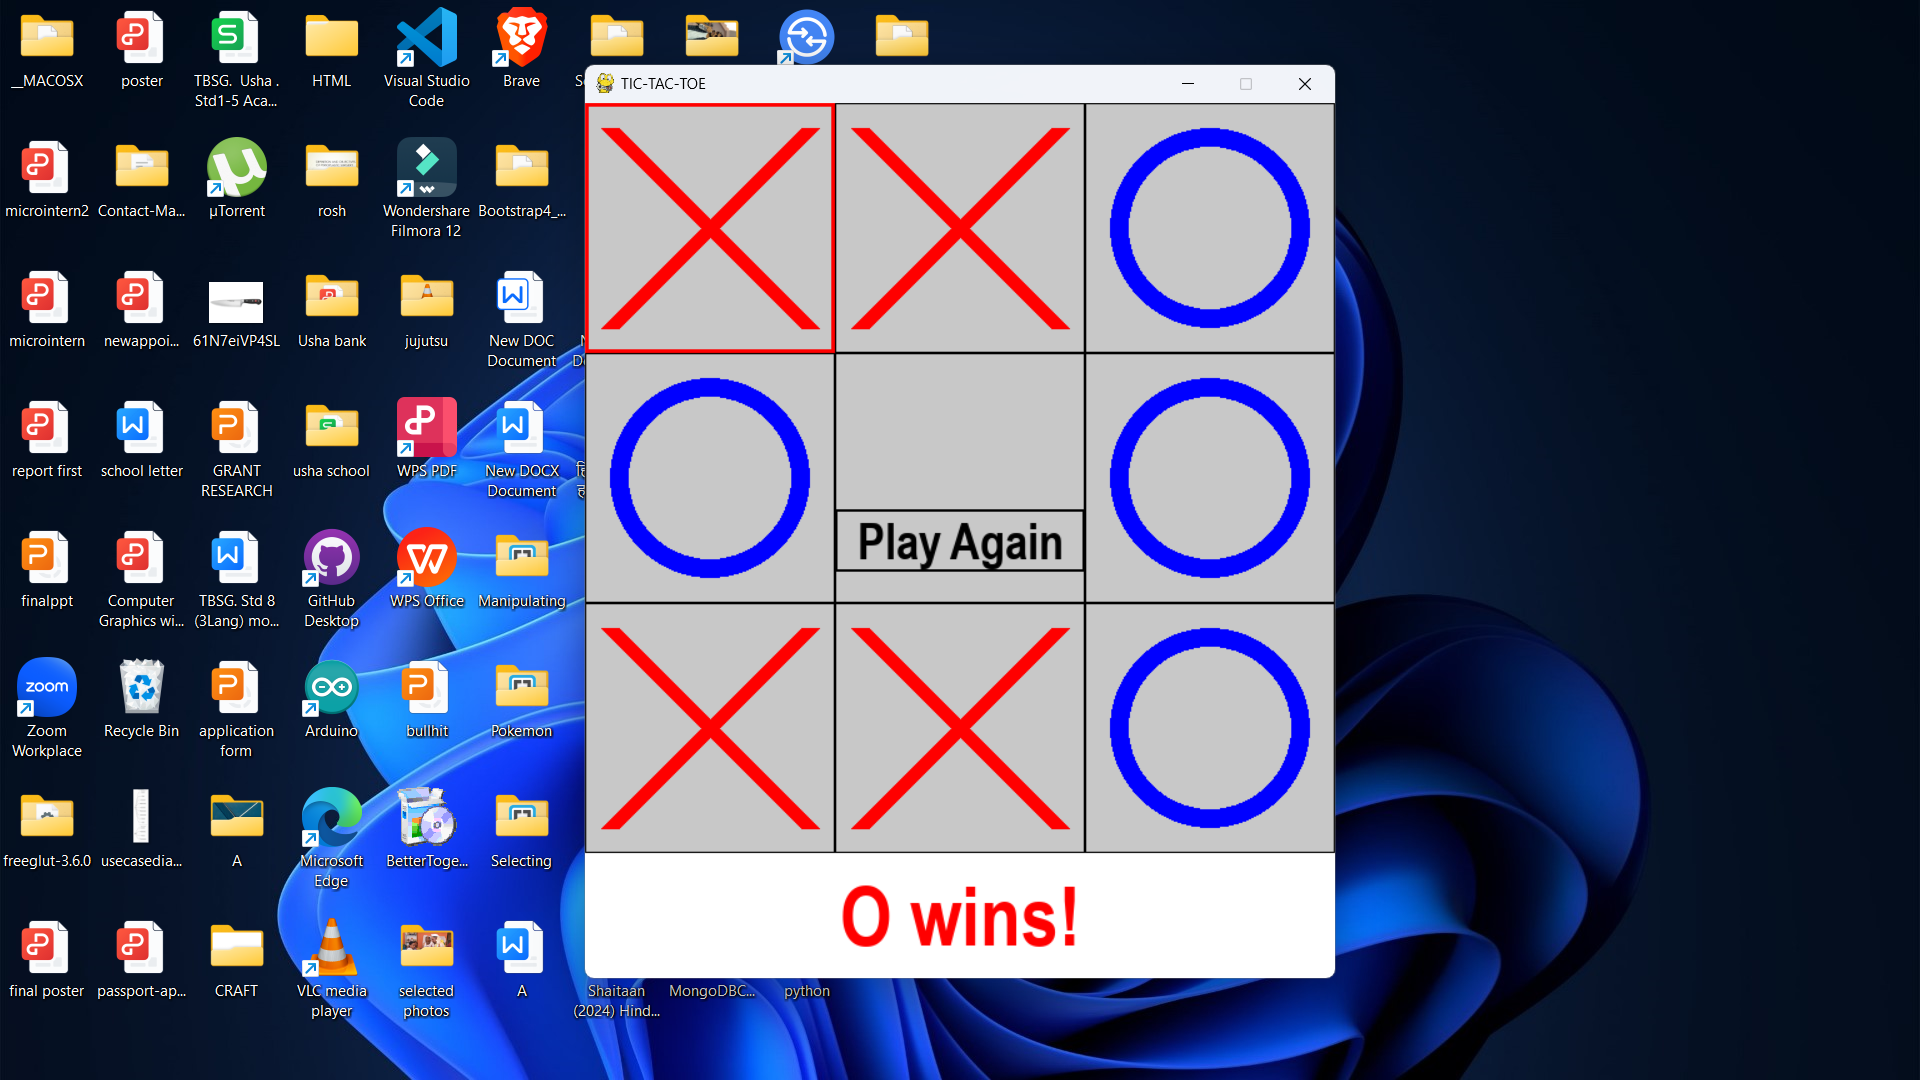 __MACOSX
poster
TBSG. Usha .
Std1-5 Aca...
HTML
Visual Studio
Code
Brave
TIC-TAC-TOE
microintern2
Contact-Ma...
µTorrent
rosh
Wondershare
Filmora 12
Bootstrap4_...
microintern
newappoi...
61N7eiVP4SL
Usha bank
jujutsu
New DOC
Document
report first
school letter
GRANT
RESEARCH
usha school
WPS PDF
New DOCX
Document
Play Again
finalppt
Computer
Graphics wi...
TBSG. Std 8
(3Lang) mo...
GitHub
Desktop
WPS Office
Manipulating
zoom
Zoom
Workplace
Recycle Bin
application
form
Arduino
bullhit
Pokemon
freeglut-3.6.0
usecasedia...
A
Microsoft
Edge
BetterToge...
Selecting
O wins!
final poster
passport-ap...
CRAFT
VLC media
player
selected
photos
A
Shaitaan
(2024) Hind...
MongoDBC...
python